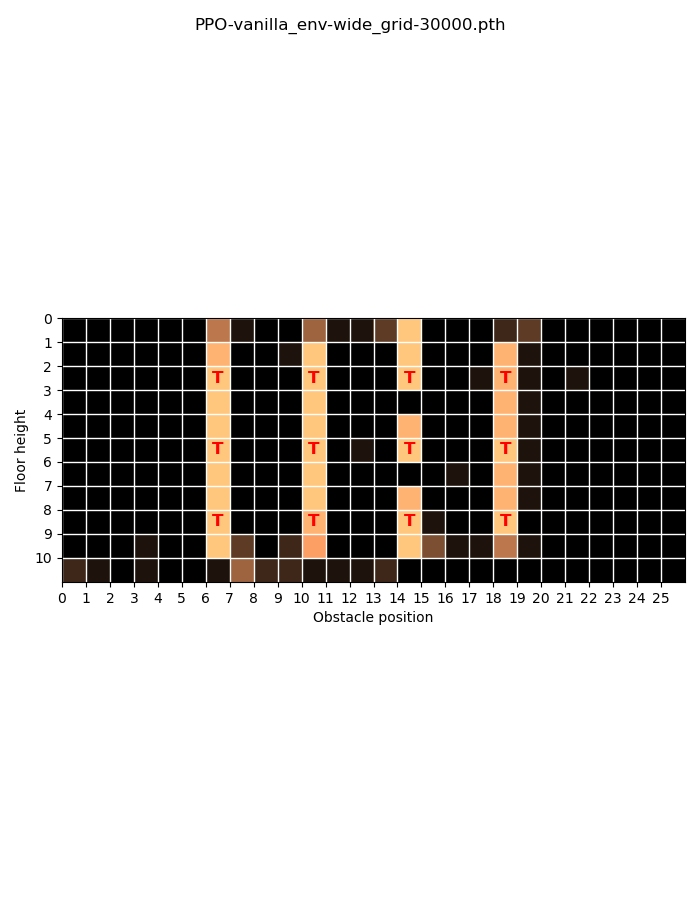 PPO-vanilla_env-wide_grid-30000.pth
0
1
2
T T T T
3
4
5
T T T T
6
7
8
T T T T
9
10
0 1 2 3 4 5 6 7 8 9 10 11 12 13 14 15 16 17 18 19 20 21 22 23 24 25
Floor height
Obstacle position